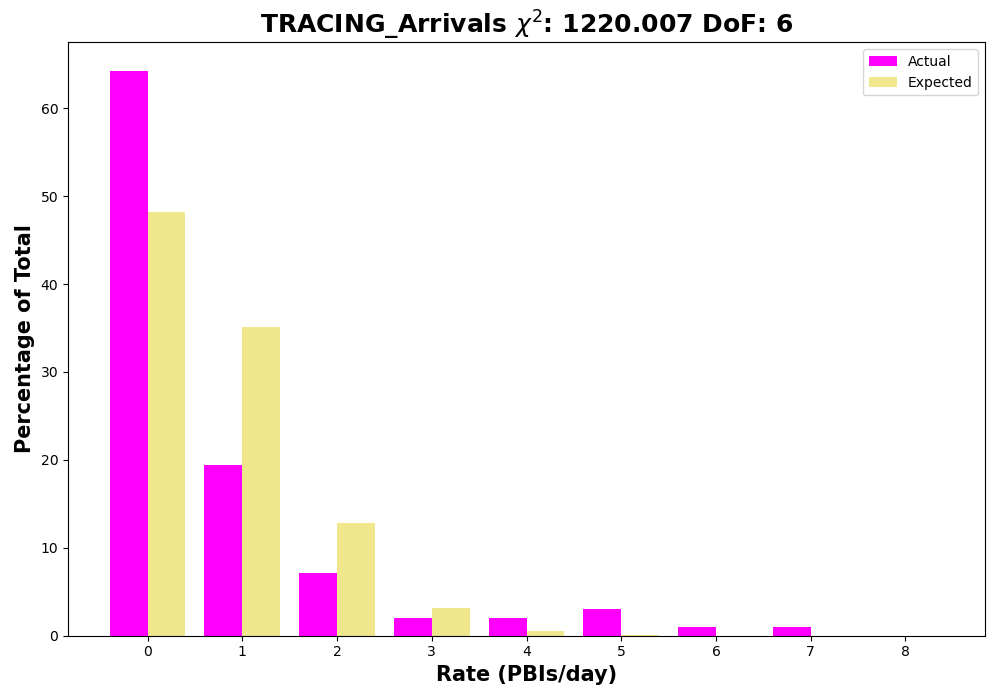 TRACING_Arrivals χ²: 1220.007 DoF: 6
Actual
Expected
Percentage of Total
60
50
40
30
20
10
0
0 1 2 3 4 5 6 7 8
Rate (PBIs/day)